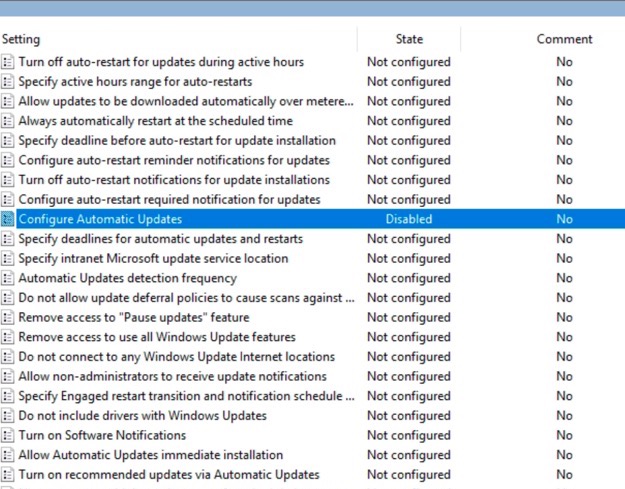 Setting State Comment
Turn off auto-restart for updates during active hours Not configured No
Specify active hours range for auto-restarts Not configured No
Allow updates to be downloaded automatically over metere... Not configured No
Always automatically restart at the scheduled time Not configured No
Specify deadline before auto-restart for update installation Not configured No
Configure auto-restart reminder notifications for updates Not configured No
Turn off auto-restart notifications for update installations Not configured No
Configure auto-restart required notification for updates Not configured No
Configure Automatic Updates Disabled No
Specify deadlines for automatic updates and restarts Not configured No
Specify intranet Microsoft update service location Not configured No
Automatic Updates detection frequency Not configured No
Do not allow update deferral policies to cause scans against ... Not configured No
Remove access to "Pause updates" feature Not configured No
Remove access to use all Windows Update features Not configured No
Do not connect to any Windows Update Internet locations Not configured No
Allow non-administrators to receive update notifications Not configured No
Specify Engaged restart transition and notification schedule ... Not configured No
Do not include drivers with Windows Updates Not configured No
Turn on Software Notifications Not configured No
Allow Automatic Updates immediate installation Not configured No
Turn on recommended updates via Automatic Updates Not configured No